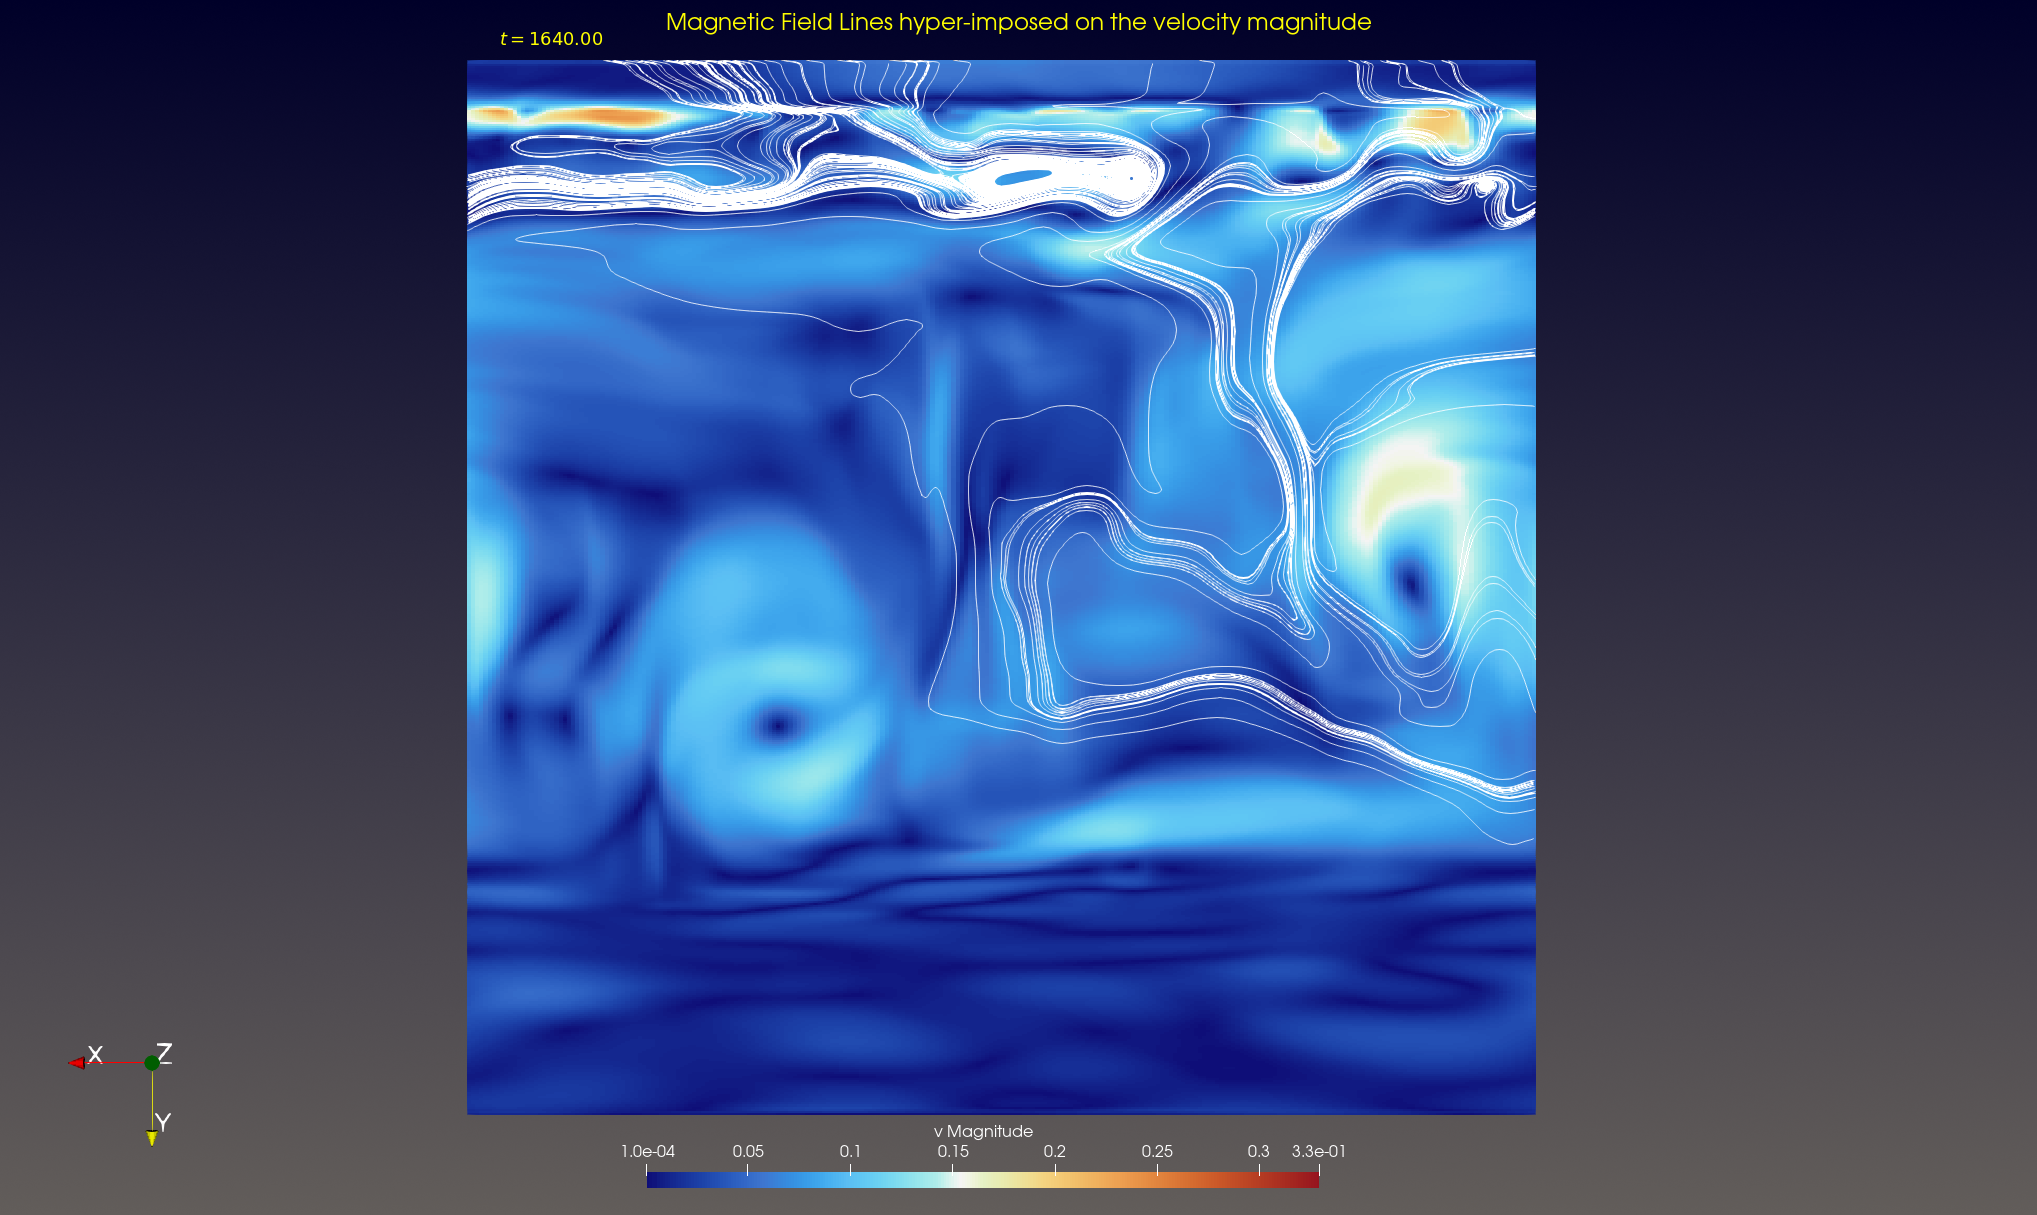 Magnetic Field Lines hyper-imposed on the velocity magnitude
t = 1640.00
X
Z
Y
v Magnitude
1.0e-04 0.05 0.1 0.15 0.2 0.25 0.3 3.3e-01